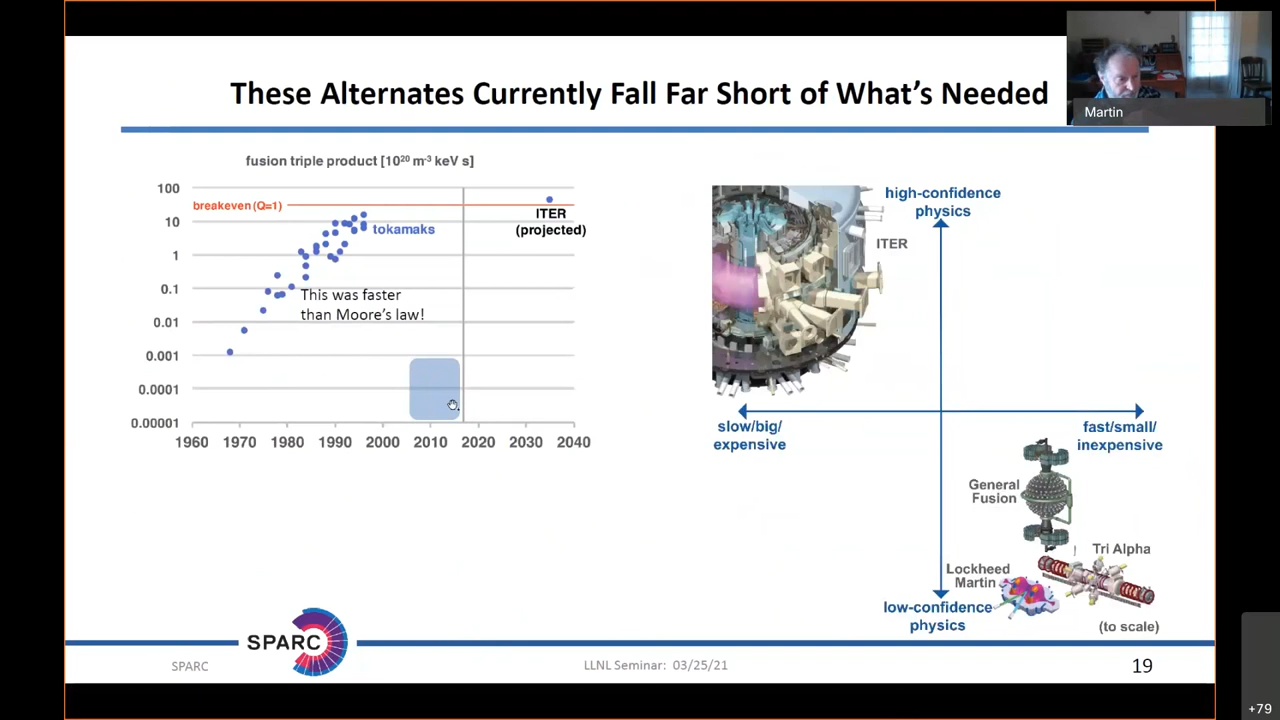 These Alternates Currently Fall Far Short of What's Needed
Martin
fusion triple product [10²⁰ m⁻³ keV s]
100
breakeven (Q=1)
10
1
0.1
0.01
0.001
0.0001
0.00001
tokamaks
ITER
(projected)
This was faster
than Moore's law!
1960
1970
1980
1990
2000
2010
2020
2030
2040
high-confidence
physics
ITER
slow/big/
expensive
fast/small/
inexpensive
General
Fusion
Tri Alpha
Lockheed
Martin
low-confidence
physics
(to scale)
SPARC
SPARC
LLNL Seminar: 03/25/21
19
+79